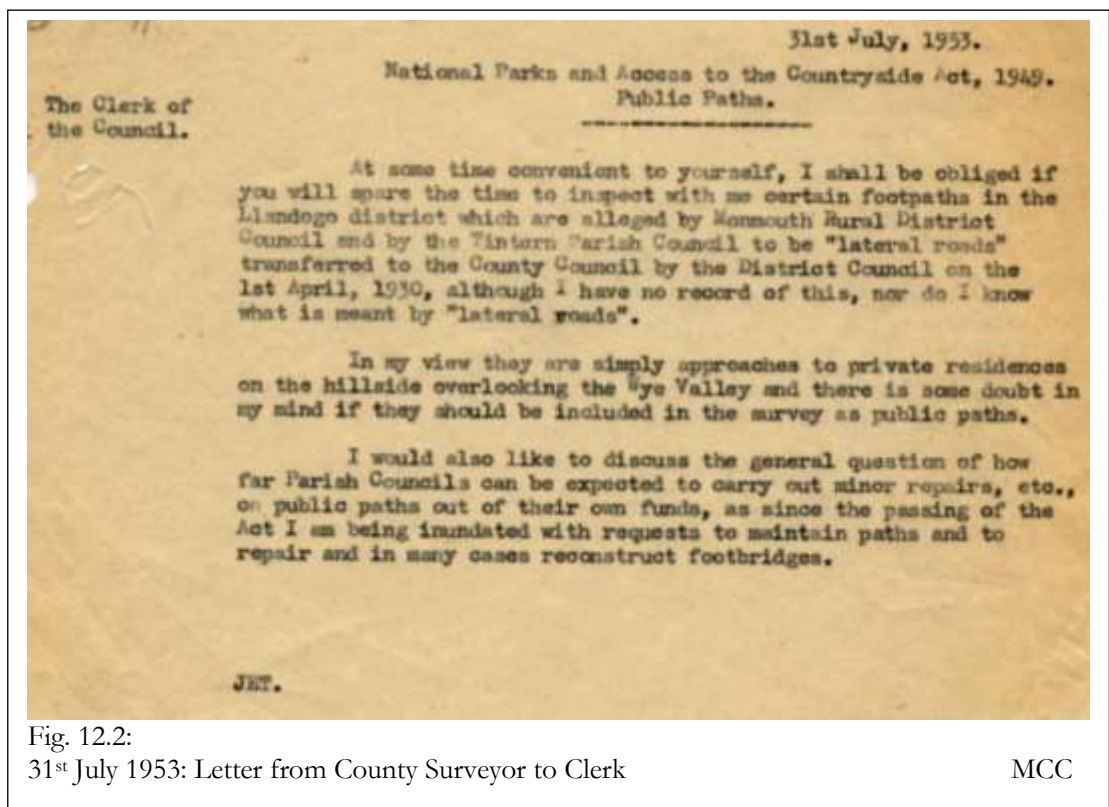 31st July, 1953.
National Parks and Access to the Countryside Act, 1949.
Public Paths.
The Clerk of
the Council.
At some time convenient to yourself, I shall be obliged if
you will spare the time to inspect with me certain footpaths in the
Llandogo district which are alleged by Monmouth Rural District
Council and by the Tintern Parish Council to be "lateral roads"
transferred to the County Council by the District Council on the
1st April, 1930, although I have no record of this, nor do I know
what is meant by "lateral roads".
In my view they are simply approaches to private residences
on the hillside overlooking the Wye Valley and there is some doubt in
my mind if they should be included in the survey as public paths.
I would also like to discuss the general question of how
far Parish Councils can be expected to carry out minor repairs, etc.,
on public paths out of their own funds, as since the passing of the
Act I am being inundated with requests to maintain paths and to
repair and in many cases reconstruct footbridges.
JET.
Fig. 12.2:
31st July 1953: Letter from County Surveyor to Clerk MCC